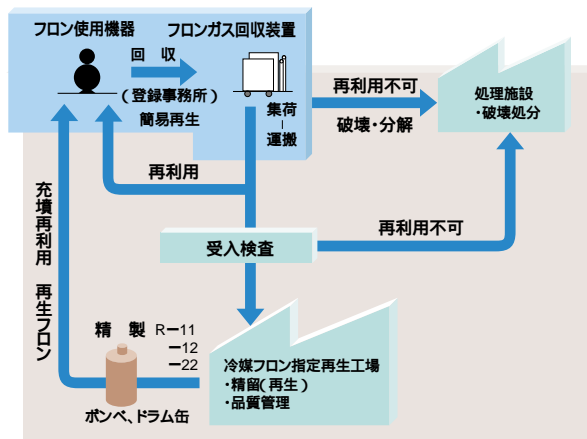 フロン使用機器
フロンガス回収装置
回 収
(登録事務所)
簡易再生
集荷
ー
運搬
再利用不可
破壊・分解
処理施設
・破壊処分
再利用
受入検査
再利用不可
充填再利用 再生フロン
精 製
R－11
－12
－22
ボンベ、ドラム缶
冷媒フロン指定再生工場
・精留(再生)
・品質管理